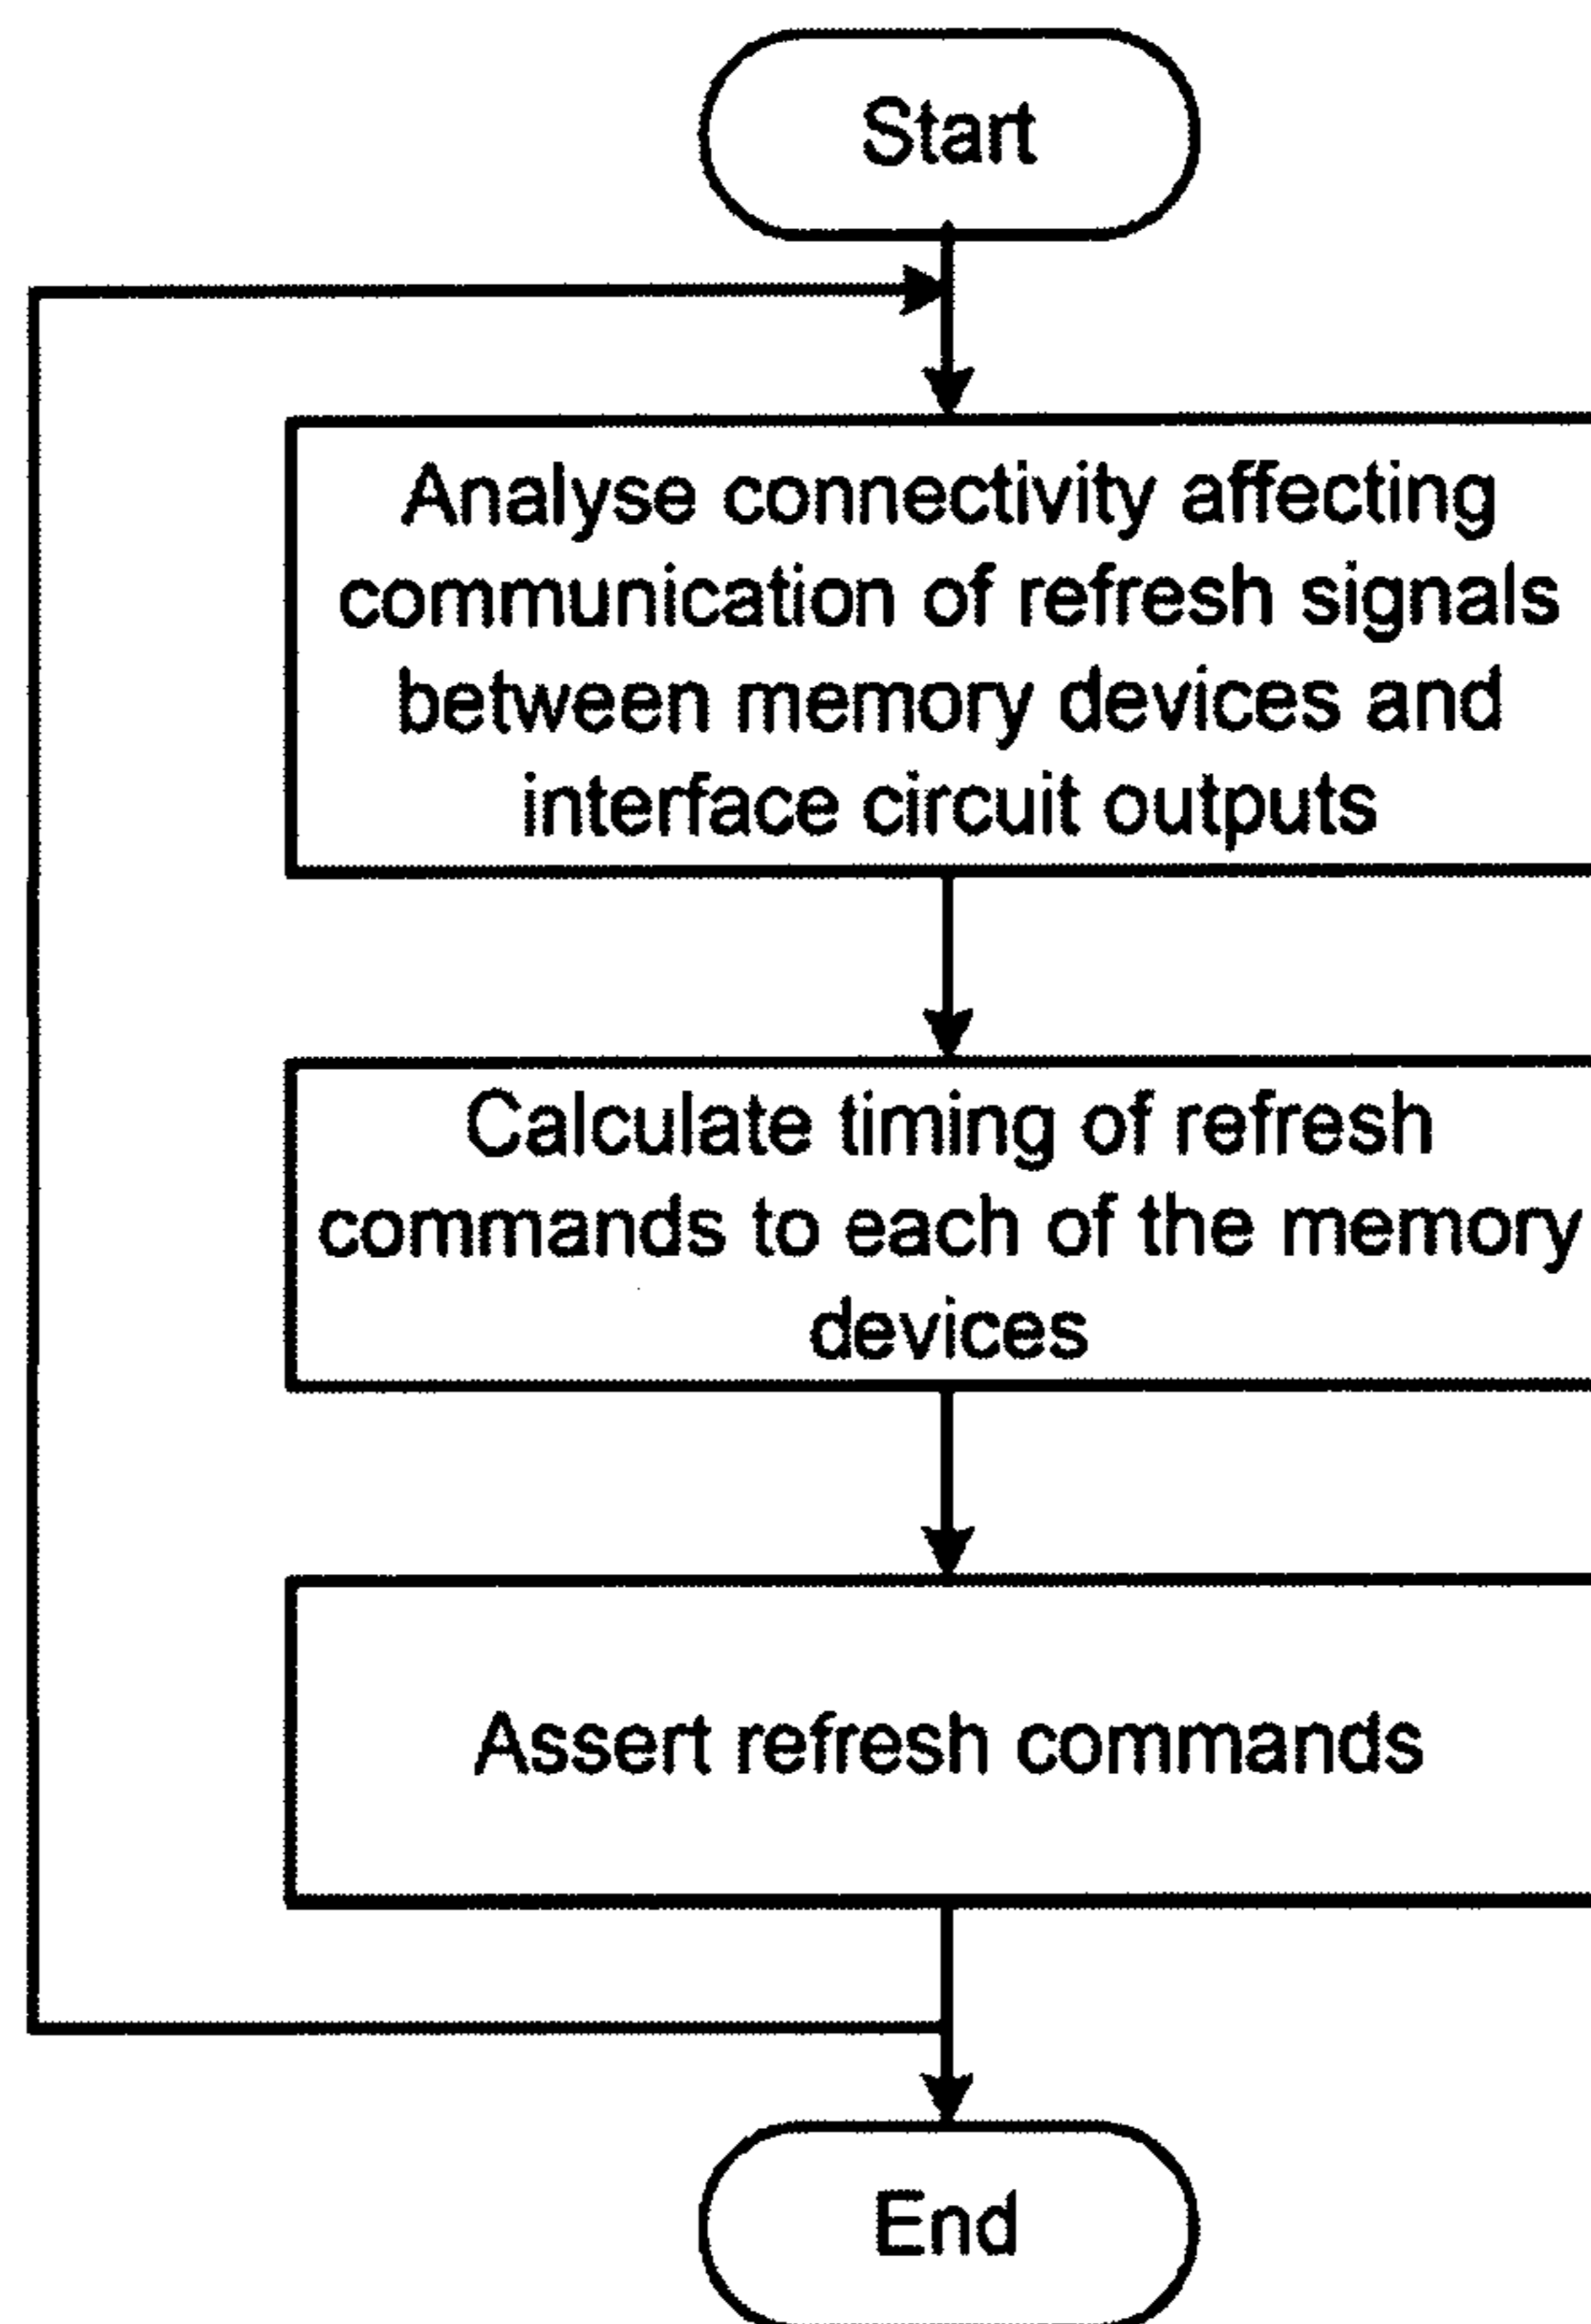 Start
Analyse connectivity affecting
communication of refresh signals
between memory devices and
interface circuit outputs
Calculate timing of refresh
commands to each of the memory
devices
Assert refresh commands
End